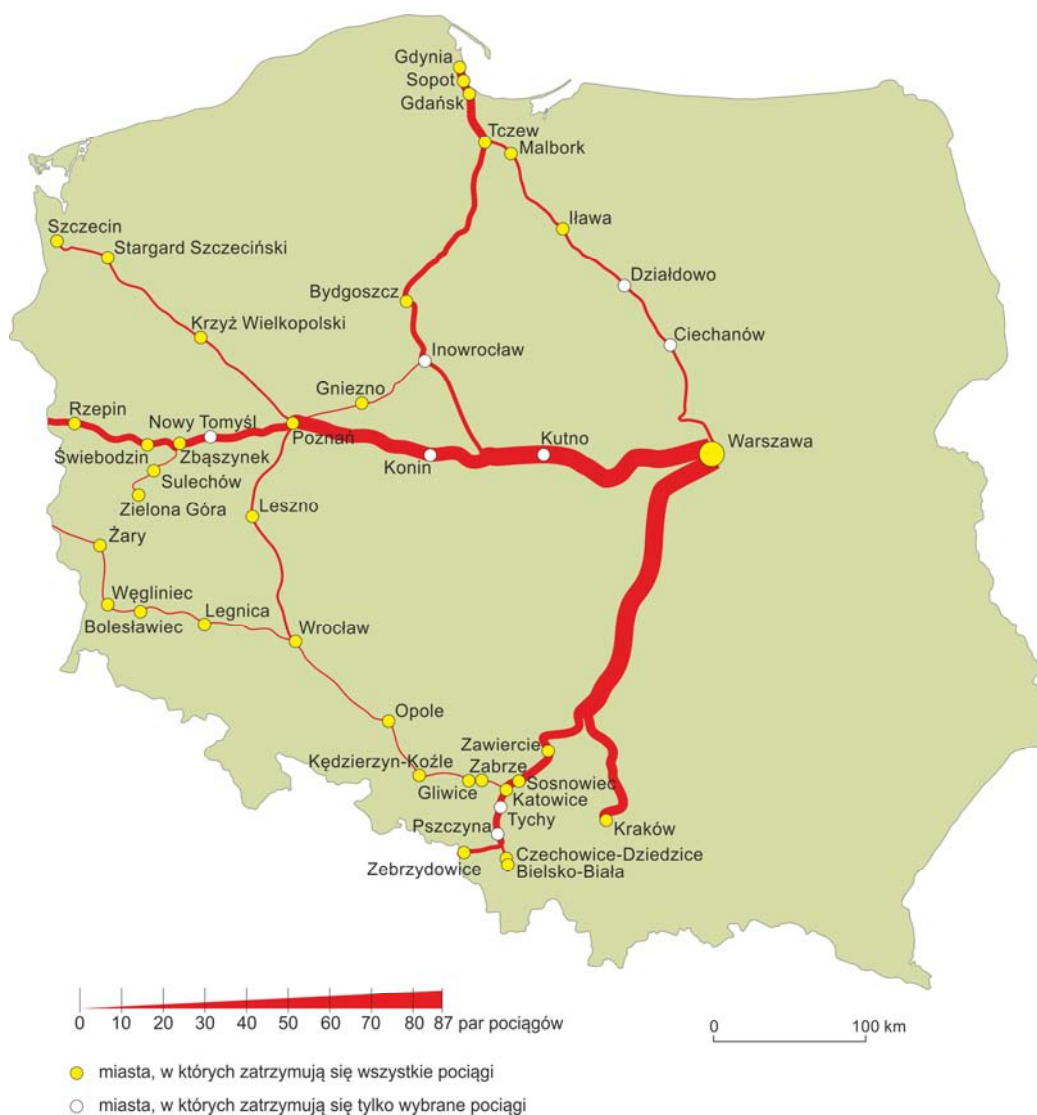 Gdynia
Sopot
Gdańsk
Tczew
Malbork
Iława
Szczecin
Stargard Szczeciński
Działdowo
Bydgoszcz
Krzyż Wielkopolski
Ciechanów
Inowrocław
Gniezno
Rzepin
Nowy Tomyśl
Poznań
Kutno
Warszawa
Świebodzin
Zbąszynek
Konin
Sulechów
Zielona Góra
Leszno
Żary
Węgliniec
Legnica
Bolesławiec
Wrocław
Opole
Zawiercie
Kędzierzyn-Koźle
Zabrze
Gliwice
Sosnowiec
Katowice
Tychy
Pszczyna
Kraków
Czechowice-Dziedzice
Zebrzydowice
Bielsko-Biała
0 10 20 30 40 50 60 70 80 87 par pociągów
0 100 km
miasta, w których zatrzymują się wszystkie pociągi
miasta, w których zatrzymują się tylko wybrane pociągi